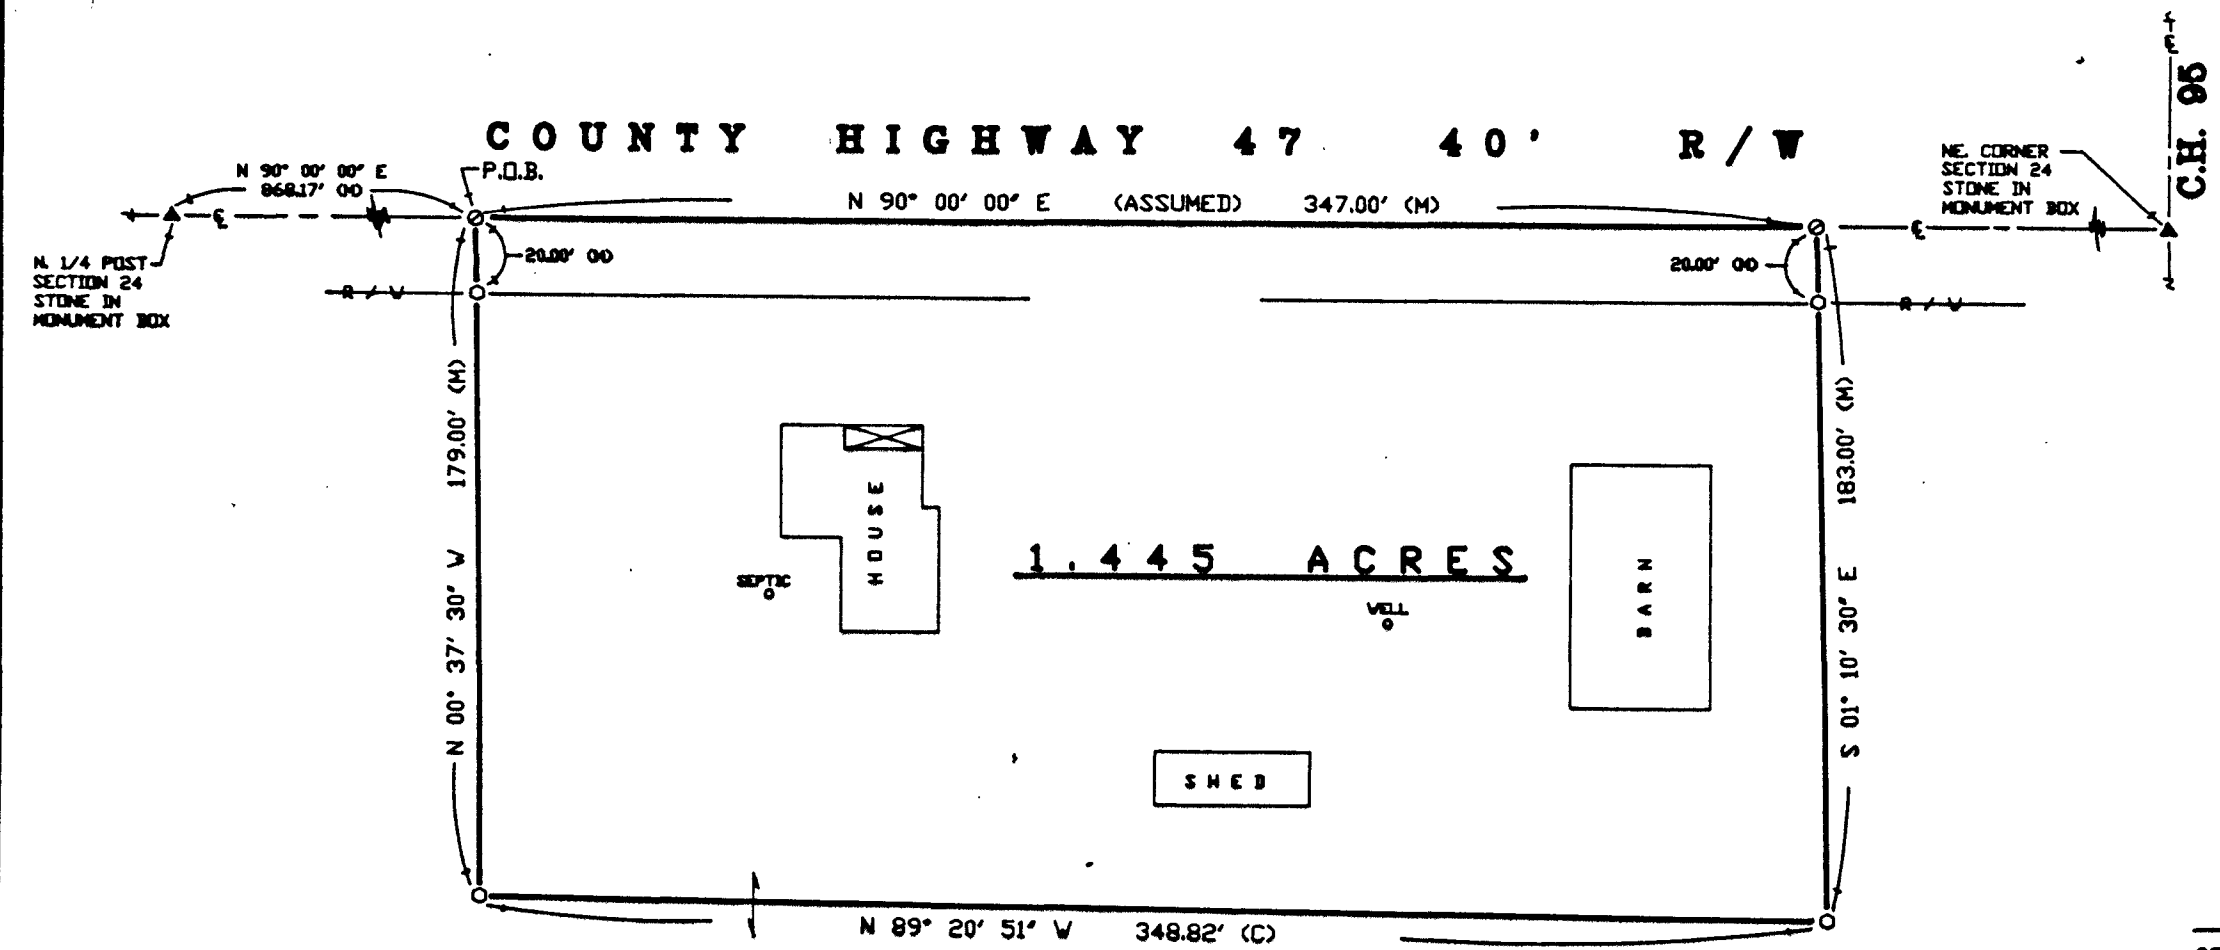 C.H. 95
COUNTY HIGHWAY 47 40' R/W
N 90° 00' 00" E
868.17' (M)
P.O.B.
N 90° 00' 00" E (ASSUMED) 347.00' (M)
NE. CORNER
SECTION 24
STONE IN
MONUMENT BOX
N. 1/4 POST
SECTION 24
STONE IN
MONUMENT BOX
20.00' (M)
20.00' (M)
R / W
R / W
N 00° 37' 30" W 179.00' (M)
S 01° 10' 30" E 183.00' (M)
HOUSE
SEPTIC
1.445 ACRES
WELL
BARN
SHED
N 89° 20' 51" W 348.82' (C)